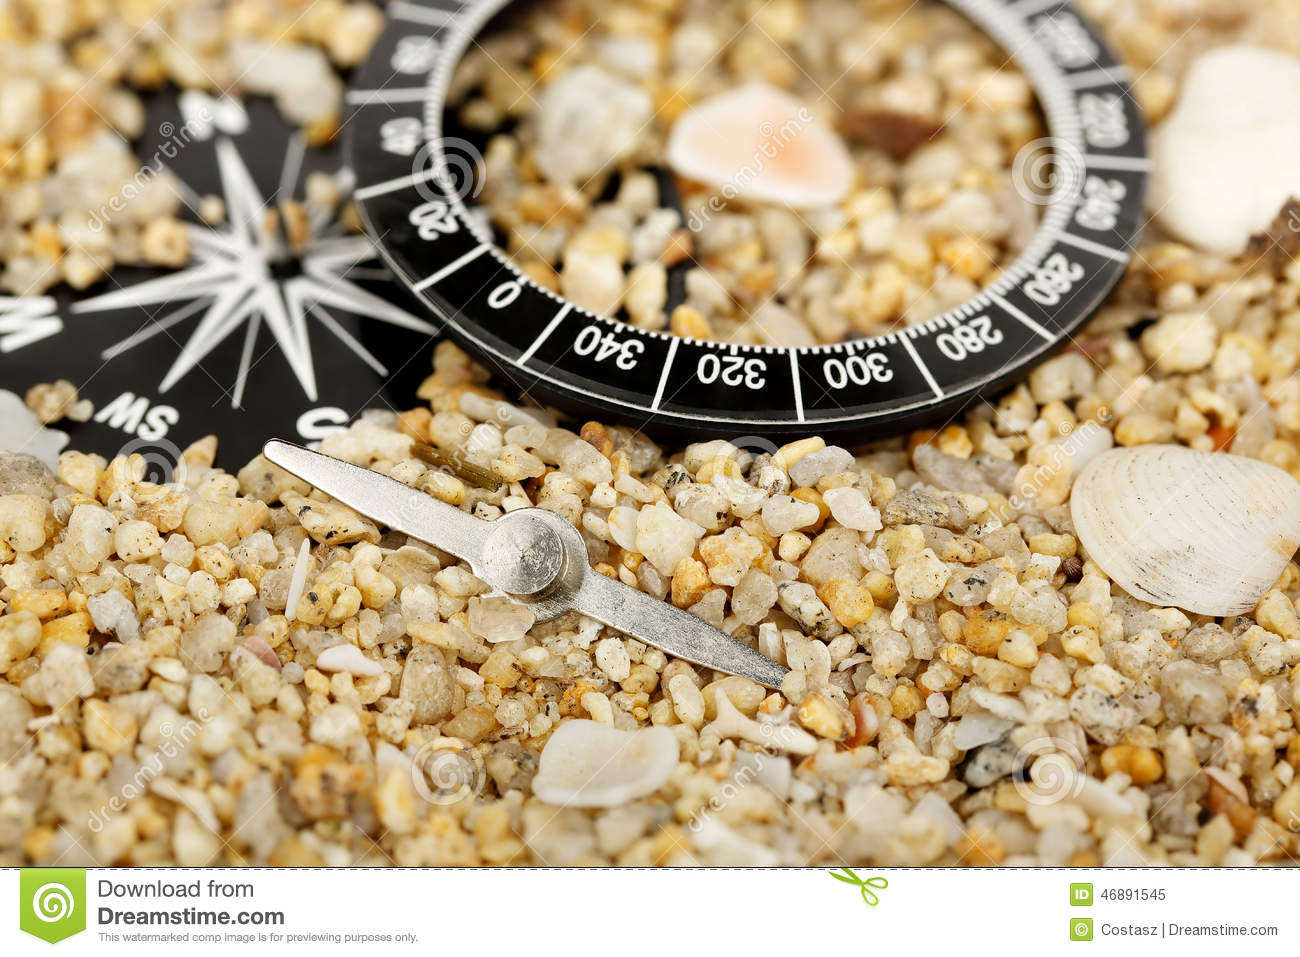 20
0
340
320
300
280
260
240
220
40
W
SW
S
dreamstime
Download from
Dreamstime.com
This watermarked comp image is for previewing purposes only.
ID 46891545
© Costasz | Dreamstime.com